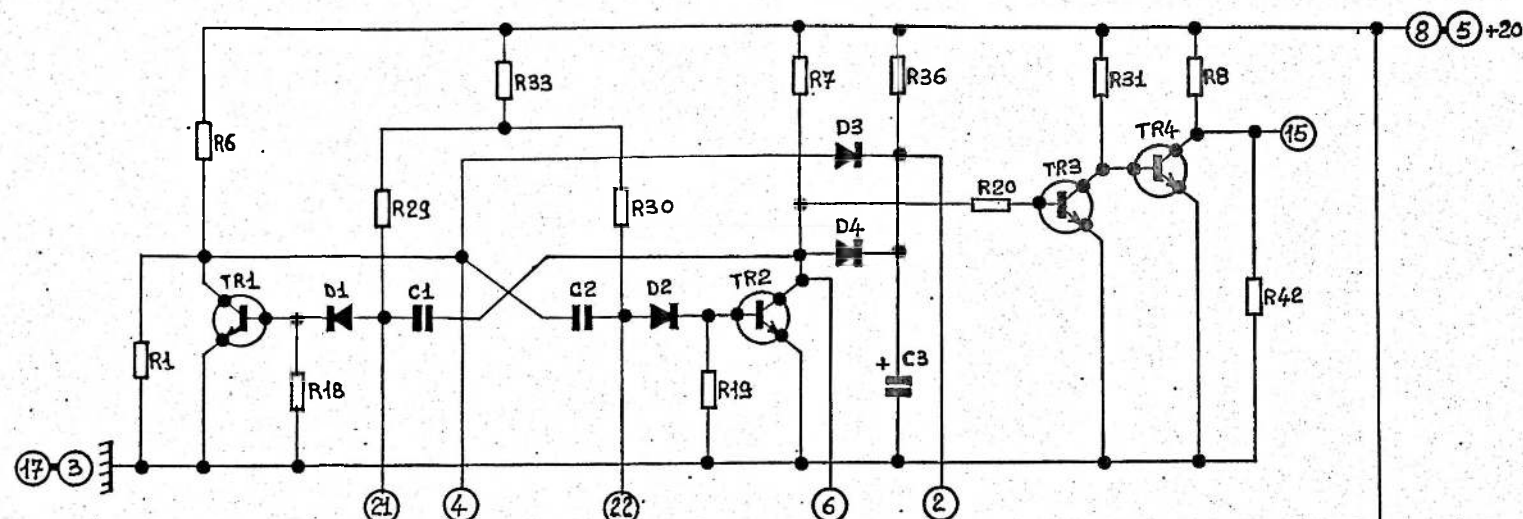 8 5 +20
R33
R7
R36
R31
R8
R6
D3
TR4
15
TR3
R29
R30
R20
D4
TR1
D1
C1
C2
D2
TR2
R42
R1
R18
R19
+ C3
17 3
21
4
22
6
2